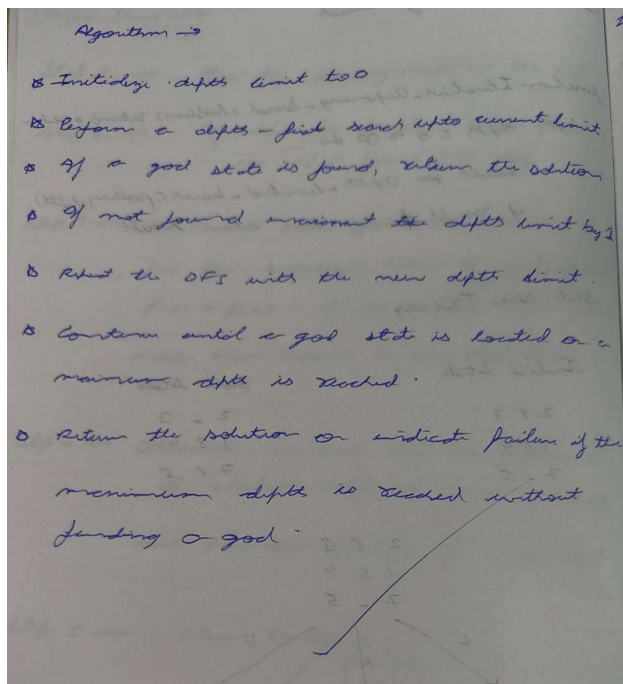 Algorithm →
Initialize depth limit to 0
Perform a depth - first search upto current limit.
If a goal state is found, return the solution
If not found increment the depth limit by 1
Repeat the DFS with the new depth limit.
Continue until a goal state is located or a
maximum depth is reached.
Return the solution or indicate failure if the
maximum depth is reached without
finding a goal.